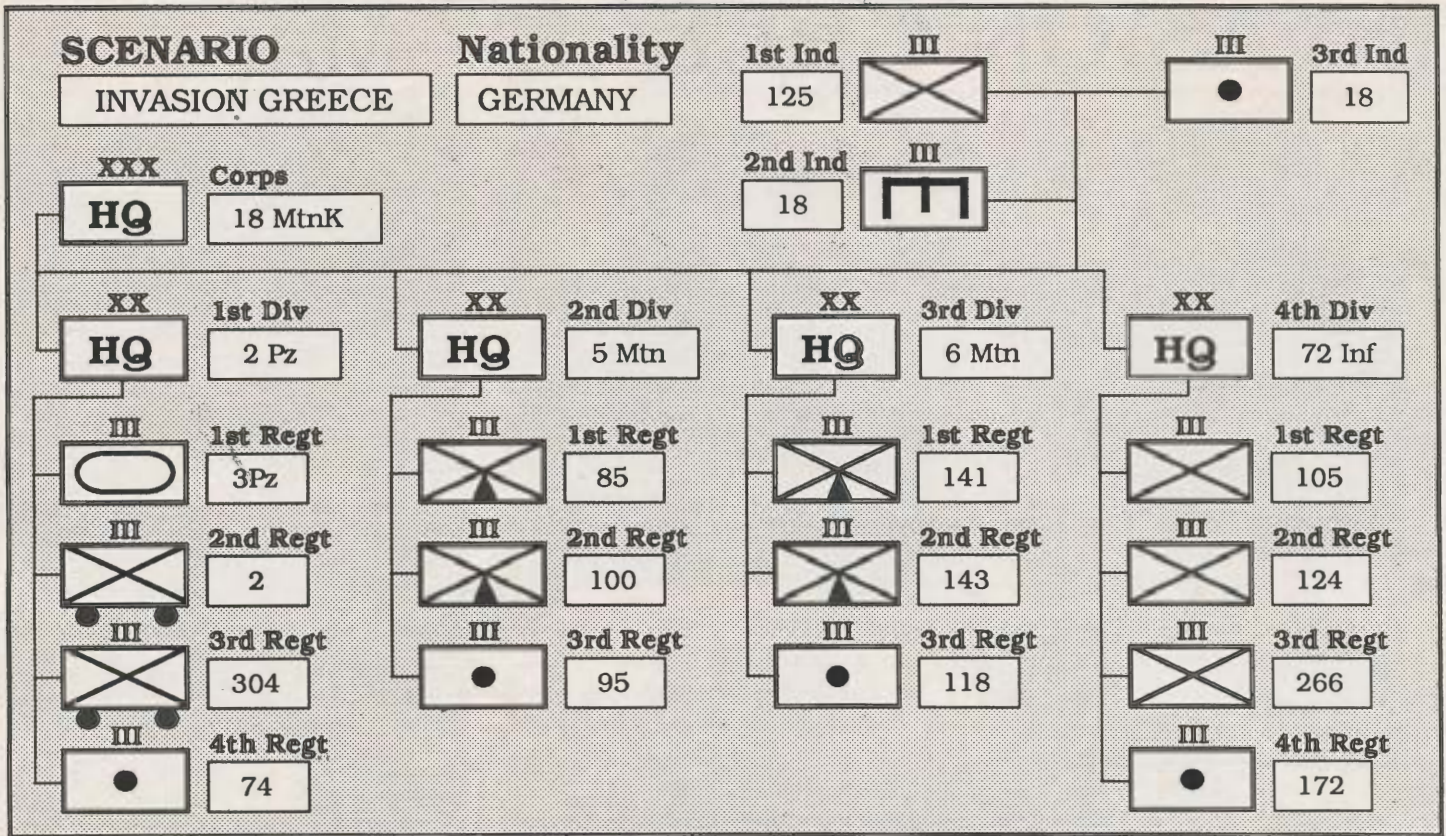 SCENARIO Nationality 1st Ind III III 3rd Ind
INVASION GREECE GERMANY 125 18
XXX Corps 2nd Ind III
HQ 18 MtnK 18
XX 1st Div XX 2nd Div XX 3rd Div XX 4th Div
HQ 2 Pz HQ 5 Mtn HQ 6 Mtn HQ 72 Inf
III 1st Regt III 1st Regt III 1st Regt III 1st Regt
3Pz 85 141 105
III 2nd Regt III 2nd Regt III 2nd Regt III 2nd Regt
2 100 143 124
III 3rd Regt III 3rd Regt III 3rd Regt III 3rd Regt
304 95 118 266
III 4th Regt III 4th Regt
74 172